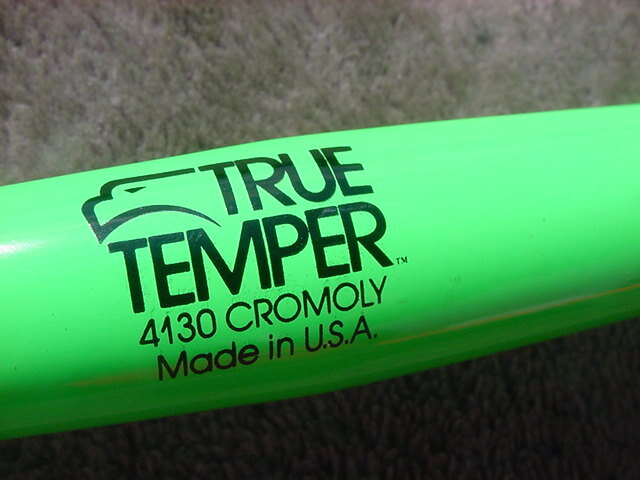 TRUE
TEMPER™
4130 CROMOLY
Made in U.S.A.